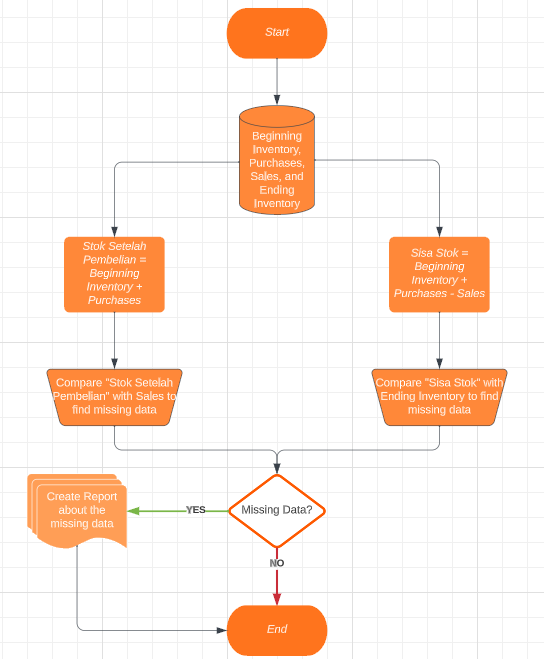 Start
Beginning
Inventory,
Purchases,
Sales, and
Ending
Inventory
Stok Setelah
Pembelian =
Beginning
Inventory +
Purchases
Sisa Stok =
Beginning
Inventory +
Purchases - Sales
Compare "Stok Setelah
Pembelian" with Sales to
find missing data
Compare "Sisa Stok" with
Ending Inventory to find
missing data
Create Report
about the
missing data
YES
Missing Data?
NO
End